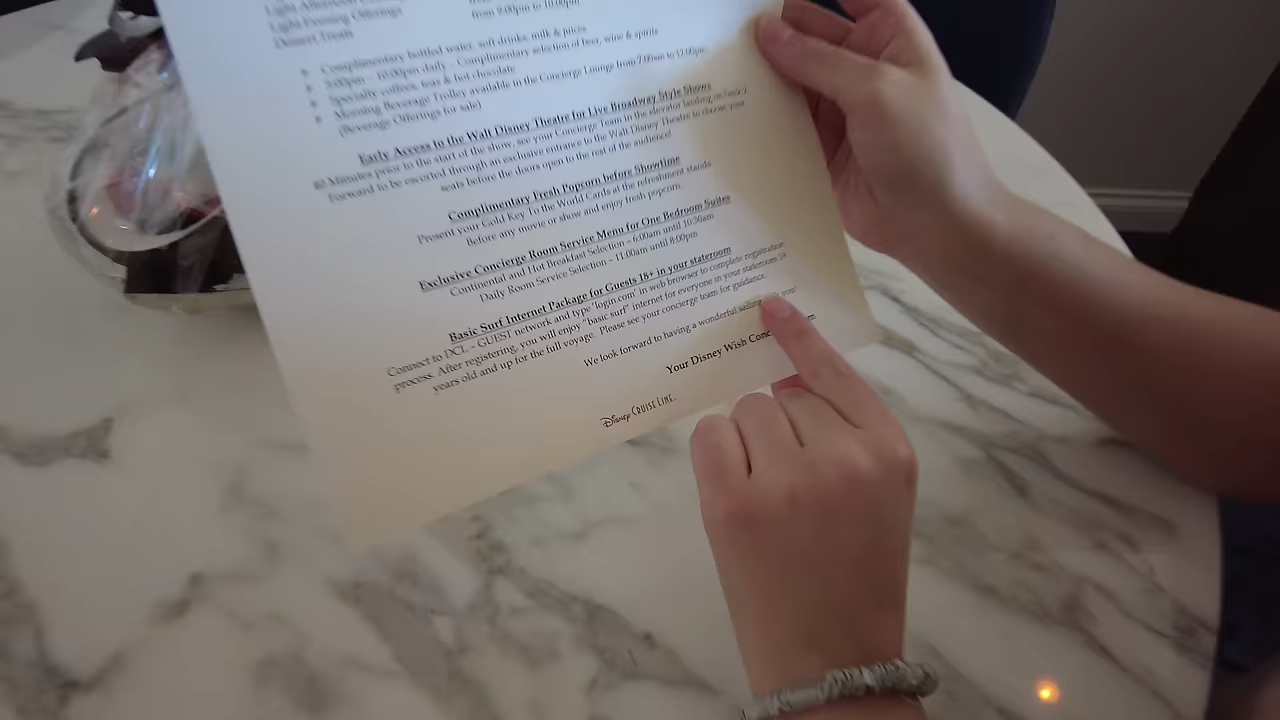 Light Evening Offerings
Dessert Treats
from 9:00pm to 10:00pm
Complimentary bottled water, soft drinks, milk & juices
5:00pm – 10:00pm daily – Complimentary selection of beer, wine & spirits
Specialty coffees, teas & hot chocolate
Morning Beverage Trolley available in the Concierge Lounge from 7:00am to 12:00pm
(Beverage Offerings for sale)
Early Access to the Walt Disney Theatre for Live Broadway Style Shows
Minutes prior to the start of the show, see your Concierge Team in the elevator landing on
Forward to be escorted through an exclusive entrance to the Walt Disney Theatre to choose your
seats before the doors open to the rest of the audience!
Complimentary Fresh Popcorn before Showtime
Present your Gold Key To the World Cards at the refreshment stands
Before any movie or show and enjoy fresh popcorn.
Exclusive Concierge Room Service Menu for One Bedroom Suites
Continental and Hot Breakfast Selection – 6:00am until 10:30am
Daily Room Service Selection – 11:00am until 8:00pm
Basic Surf Internet Package for Guests 18+ in your stateroom
Connect to DCL - GUEST network and type 'login.com' in web browser to complete registration
process. After registering, you will enjoy "basic surf" internet for everyone in your stateroom 18
years old and up for the full voyage. Please see your concierge team for guidance.
We look forward to having a wonderful sailing you!
Your Disney Wish
Disney CRUISE LINE